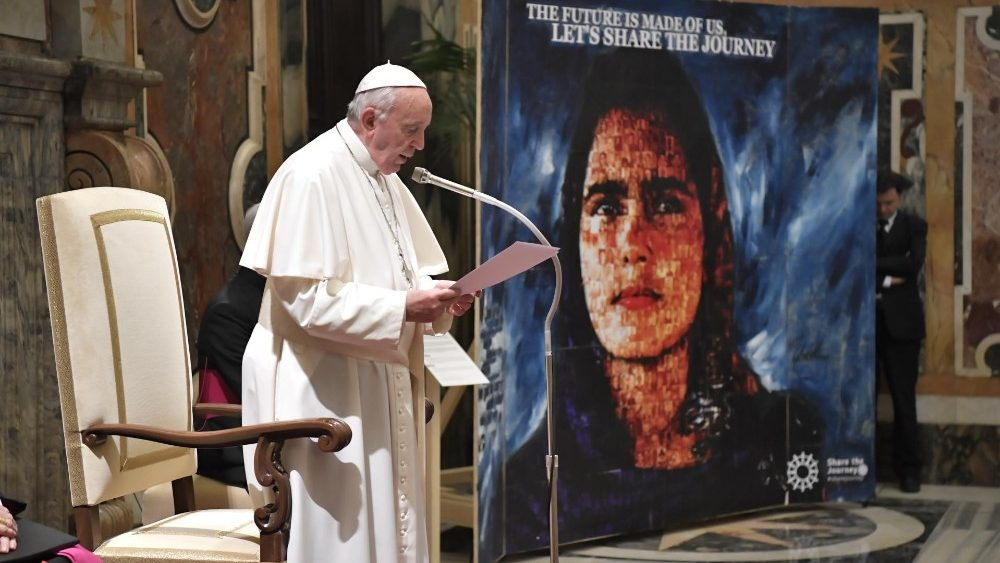 THE FUTURE IS MADE OF US,
LET'S SHARE THE JOURNEY
Share the
Journey